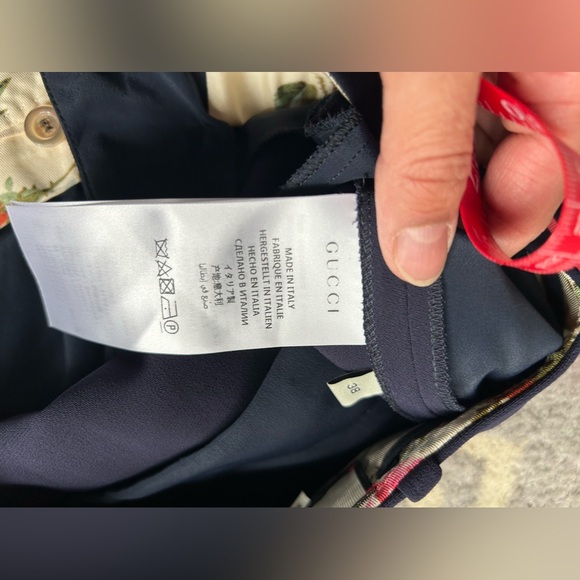 GUCCI
MADE IN ITALY
FABRIQUE EN ITALIE
HERGESTELLT IN ITALIEN
HECHO EN ITALIA
СДЕЛАНО В ИТАЛИИ
イタリア製
产地:意大利
صنع في إيطاليا
38